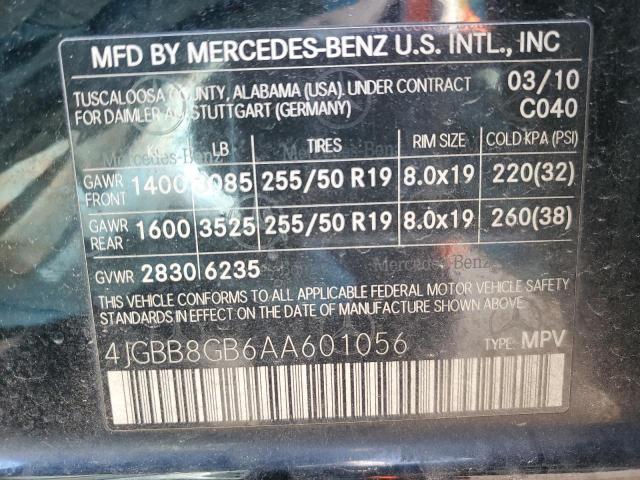 MFD BY MERCEDES-BENZ U.S. INTL., INC
TUSCALOOSA COUNTY, ALABAMA (USA). UNDER CONTRACT 03/10
FOR DAIMLER AG STUTTGART (GERMANY) C040
KG LB TIRES RIM SIZE COLD KPA (PSI)
GAWR FRONT 1400 3085 255/50 R19 8.0x19 220(32)
GAWR REAR 1600 3525 255/50 R19 8.0x19 260(38)
GVWR 2830 6235
Mercedes-Benz
THIS VEHICLE CONFORMS TO ALL APPLICABLE FEDERAL MOTOR VEHICLE SAFETY
STANDARDS IN EFFECT ON THE DATE OF MANUFACTURE SHOWN ABOVE.
4JGBB8GB6AA601056 TYPE: MPV